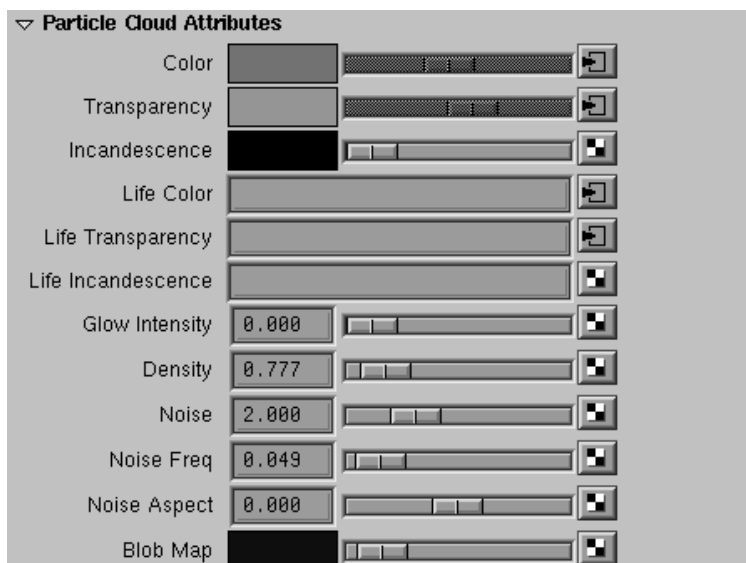 Particle Cloud Attributes
Color
Transparency
Incandescence
Life Color
Life Transparency
Life Incandescence
Glow Intensity 0.000
Density 0.777
Noise 2.000
Noise Freq 0.049
Noise Aspect 0.000
Blob Map